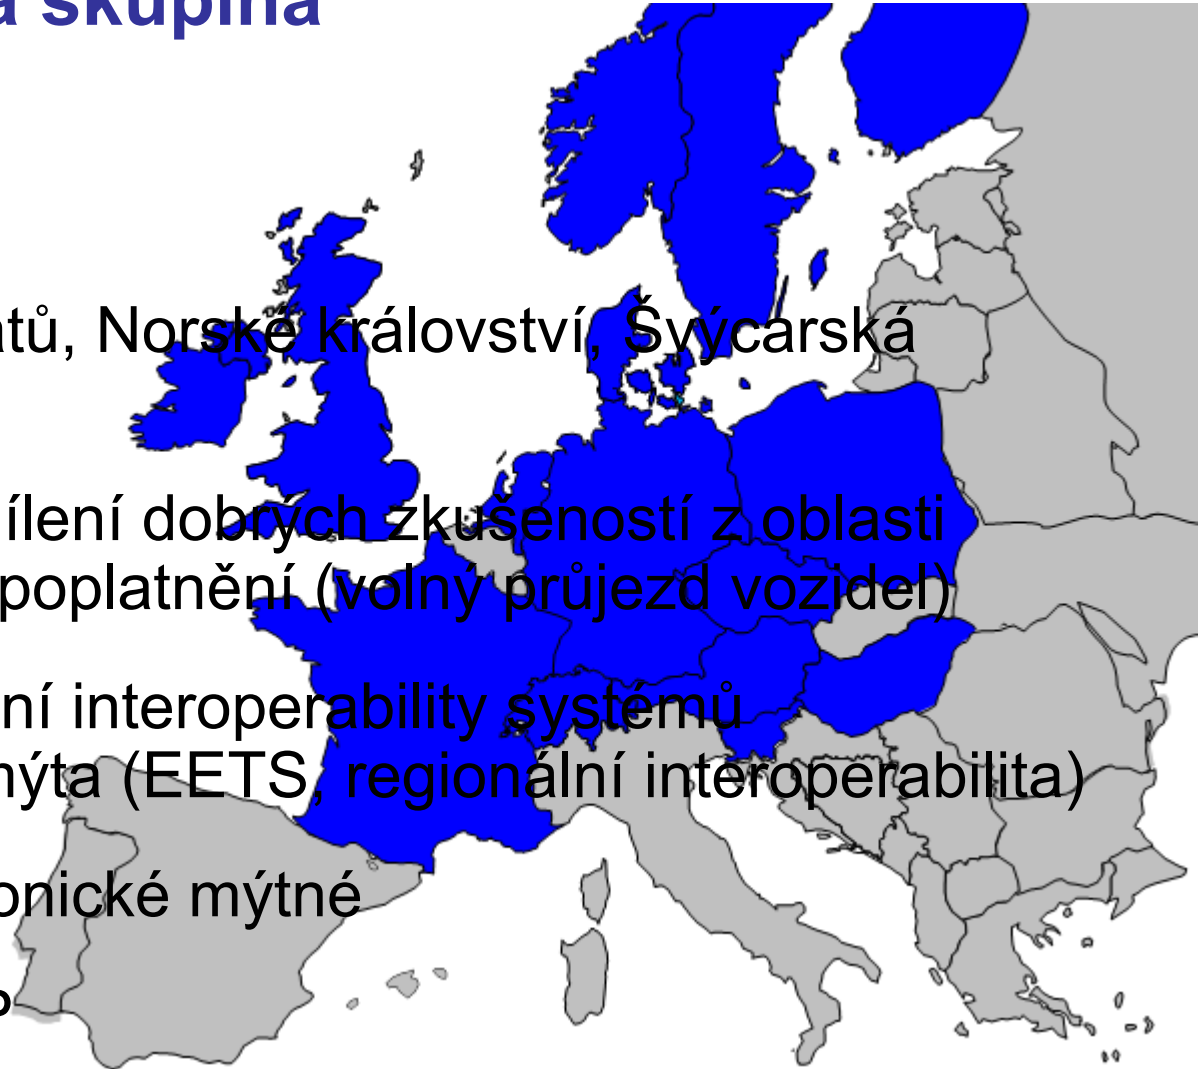 a skupina
átů, Norské království, Švýcarská
ílení dobrých zkušeností z oblasti
poplatnění (volný průjezd vozidel)
ní interoperability systémů
mýta (EETS, regionální interoperabilita)
onické mýtné